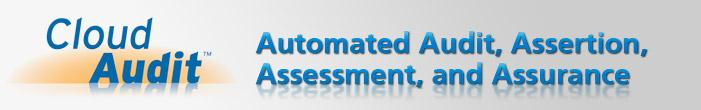 Cloud
Audit™
Automated Audit, Assertion,
Assessment, and Assurance